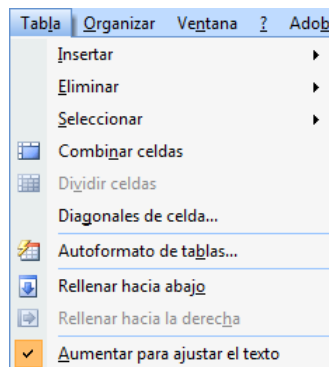 Tabla Organizar Ventana ? Adob
Insertar
Eliminar
Seleccionar
Combinar celdas
Dividir celdas
Diagonales de celda...
Autoformato de tablas...
Rellenar hacia abajo
Rellenar hacia la derecha
Aumentar para ajustar el texto